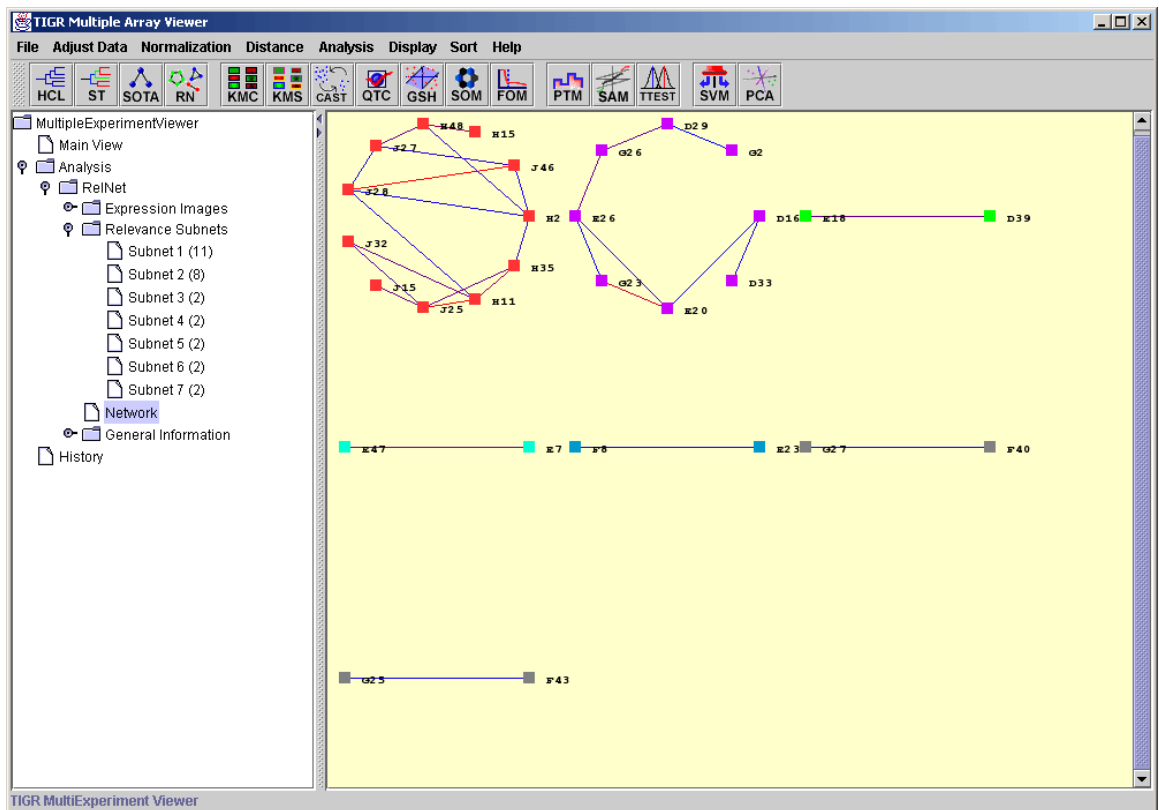 TIGR Multiple Array Viewer
File Adjust Data Normalization Distance Analysis Display Sort Help
HCL ST SOTA RN KMC KMS CAST QTC GSH SOM FOM PTM SAM TTEST SVM PCA
MultipleExperimentViewer
Main View
Analysis
RelNet
Expression Images
Relevance Subnets
Subnet 1 (11)
Subnet 2 (8)
Subnet 3 (2)
Subnet 4 (2)
Subnet 5 (2)
Subnet 6 (2)
Subnet 7 (2)
Network
General Information
History
H48 H15 D29
J27 G26 G2
J46
J28
H2 E26 D16 E18 D39
J32
H35
J15 G23 D33
H11
J25 E20
E47 E7 F8 E23 G27 F40
G25 F43
TIGR MultiExperiment Viewer